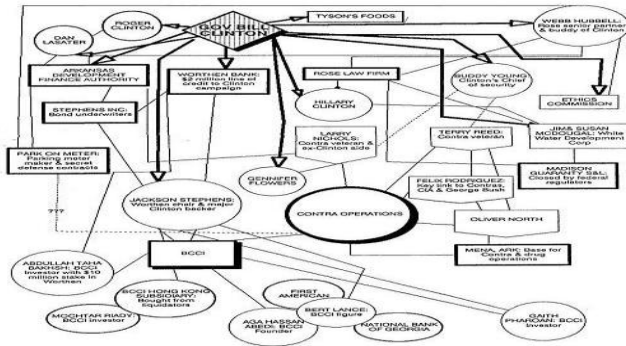 ROGER
CLINTON
GOV BILL
CLINTON
TYSON'S FOODS
WEBB HUBBELL:
Rose senior partner
& buddy of Clinton
DAN
LASATER
ARKANSAS
DEVELOPMENT
FINANCE AUTHORITY
WORTHEN BANK:
$2 million line of
credit to Clinton
campaign
ROSE LAW FIRM
BUDDY YOUNG
Clinton's Chief
of security
STEPHENS INC:
Bond underwriters
HILLARY
CLINTON
ETHICS
COMMISSION
LARRY
NICHOLS:
Contra veteran &
ex-Clinton aide
TERRY REED:
Contra veteran
JIM & SUSAN
MCDOUGAL: White
Water Development
Corp
PARK ON METER:
Parking meter
maker & secret
defense contracts
GENNIFER
FLOWERS
FELIX RODRIGUEZ:
Key link to Contras,
CIA & George Bush
MADISON
GUARANTY S&L:
Closed by federal
regulators
???
JACKSON STEPHENS:
Worthen chair & major
Clinton backer
CONTRA OPERATIONS
OLIVER NORTH
BCCI
MENA, ARK: Base for
Contra & drug
operations
ABDULLAH TAHA
BAKHSH: BCCI
Investor with $10
million stake in
Worthen
BCCI HONG KONG
SUBSIDIARY:
Bought from
liquidators
FIRST
AMERICAN
MOCHTAR RIADY:
BCCI investor
AGA HASSAN
ABEDI: BCCI
Founder
BERT LANCE:
BCCI figure
NATIONAL BANK
OF GEORGIA
GAITH
PHAROAN: BCCI
Investor